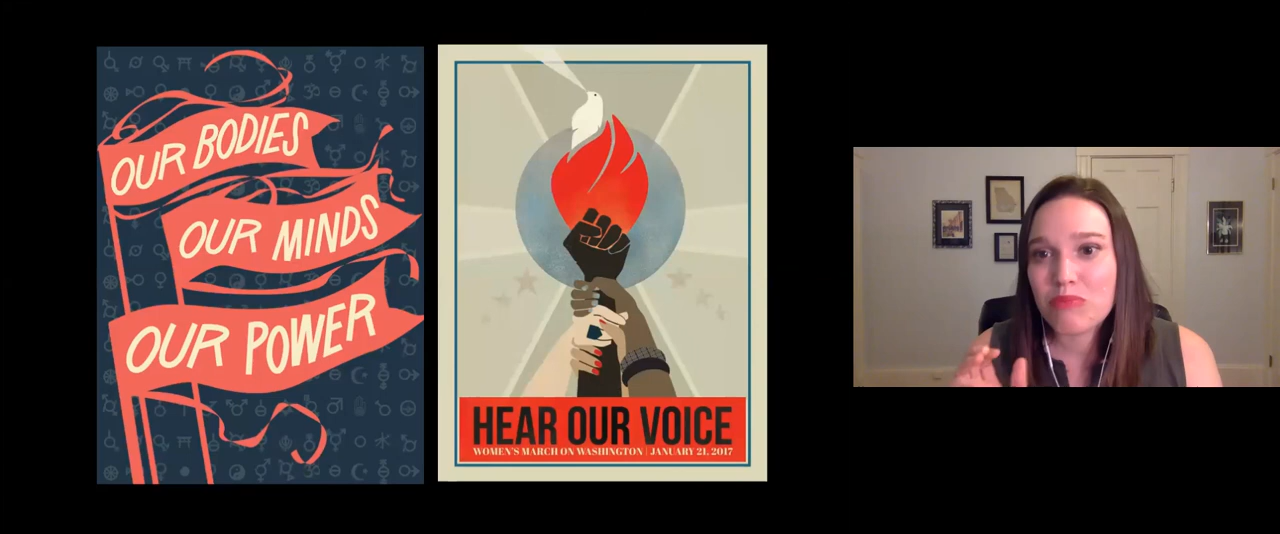 OUR BODIES
OUR MINDS
OUR POWER
HEAR OUR VOICE
WOMEN'S MARCH ON WASHINGTON | JANUARY 21, 2017